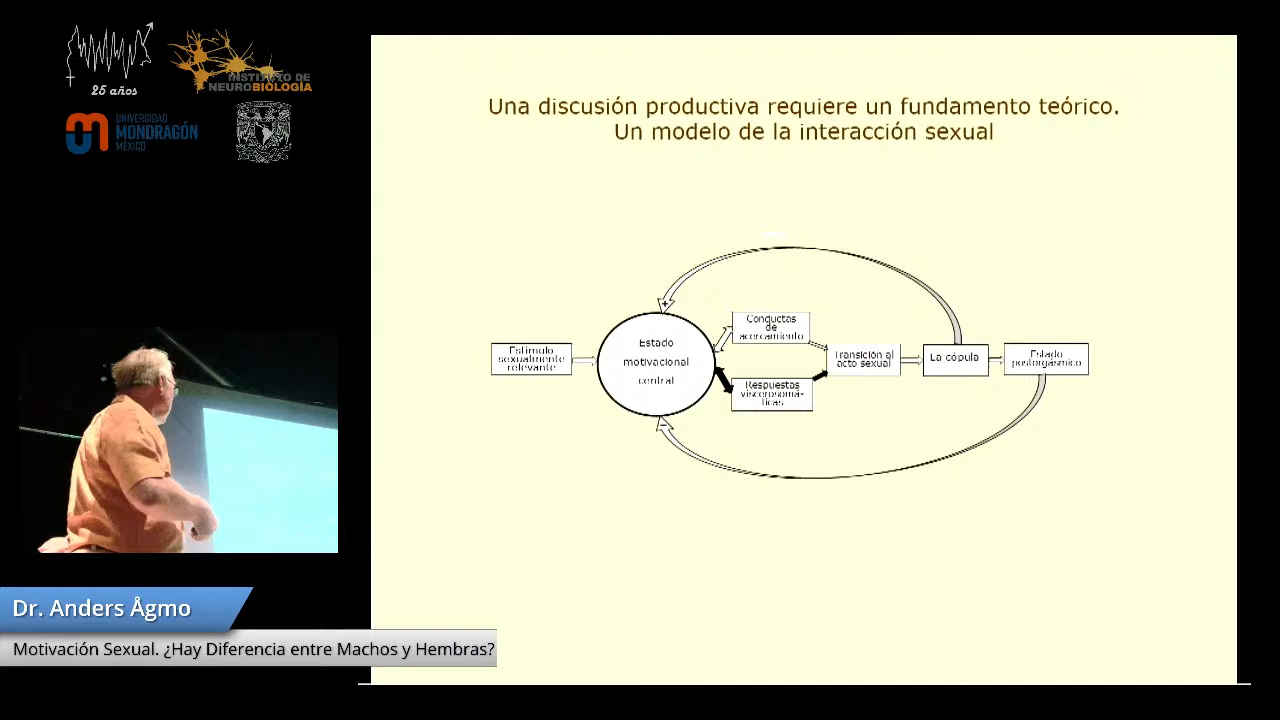 25 años
INSTITUTO DE
NEUROBIOLOGÍA
UNIVERSIDAD
MONDRAGÓN
MÉXICO
Una discusión productiva requiere un fundamento teórico.
Un modelo de la interacción sexual
+
Conductas
de
acercamiento
Estímulo
sexualmente
relevante
Estado
motivacional
central
Transición al
acto sexual
La cópula
Estado
postorgásmico
Respuestas
viscerosomá-
ticas
−
Dr. Anders Ågmo
Motivación Sexual. ¿Hay Diferencia entre Machos y Hembras?